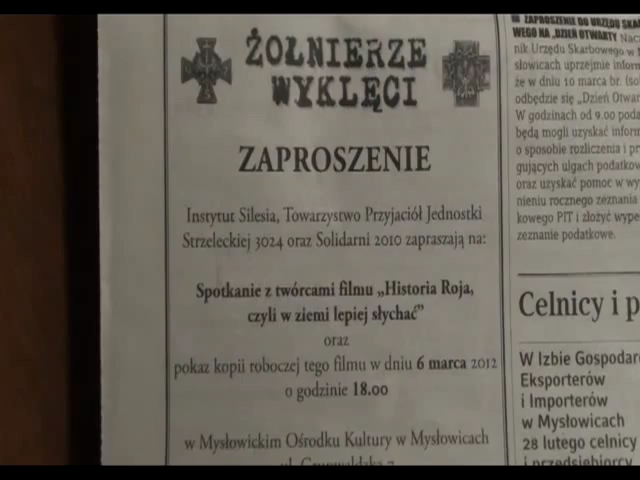 ŻOŁNIERZE
WYKLĘCI
ZAPROSZENIE
Instytut Silesia, Towarzystwo Przyjaciół Jednostki
Strzeleckiej 3024 oraz Solidarni 2010 zapraszają na:
Spotkanie z twórcami filmu „Historia Roja,
czyli w ziemi lepiej słychać”
oraz
pokaz kopii roboczej tego filmu w dniu 6 marca 2012
o godzinie 18.00
w Mysłowickim Ośrodku Kultury w Mysłowicach
ZAPROSZENIE DO URZĘDU SKAR
WEGO NA „DZIEŃ OTWARTY Nacz
nik Urzędu Skarbowego w M
słowicach uprzejmie inform
że w dniu 10 marca br. (so
odbędzie się „Dzień Otwar
W godzinach od 9.00 poda
będą mogli uzyskać inform
o sposobie rozliczenia i pr
gujących ulgach podatkow
oraz uzyskać pomoc w wy
nieniu rocznego zeznania
kowego PIT i złożyć wype
zeznanie podatkowe.
Celnicy i p
W Izbie Gospodar
Eksporterów
i Importerów
w Mysłowicach
28 lutego celnicy
i przedsiębiorcy